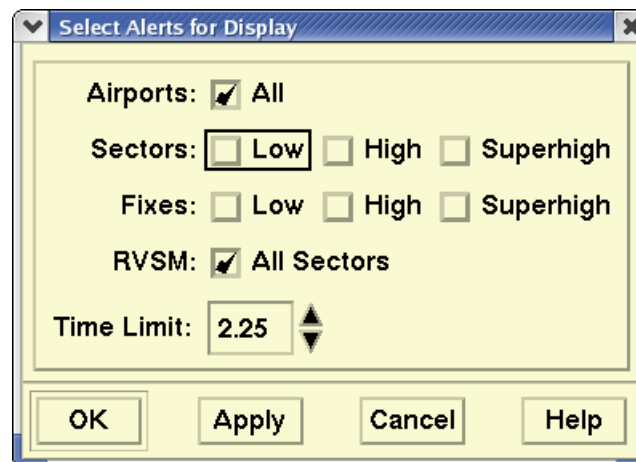 Select Alerts for Display
Airports: All
Sectors: Low High Superhigh
Fixes: Low High Superhigh
RVSM: All Sectors
Time Limit: 2.25
OK Apply Cancel Help